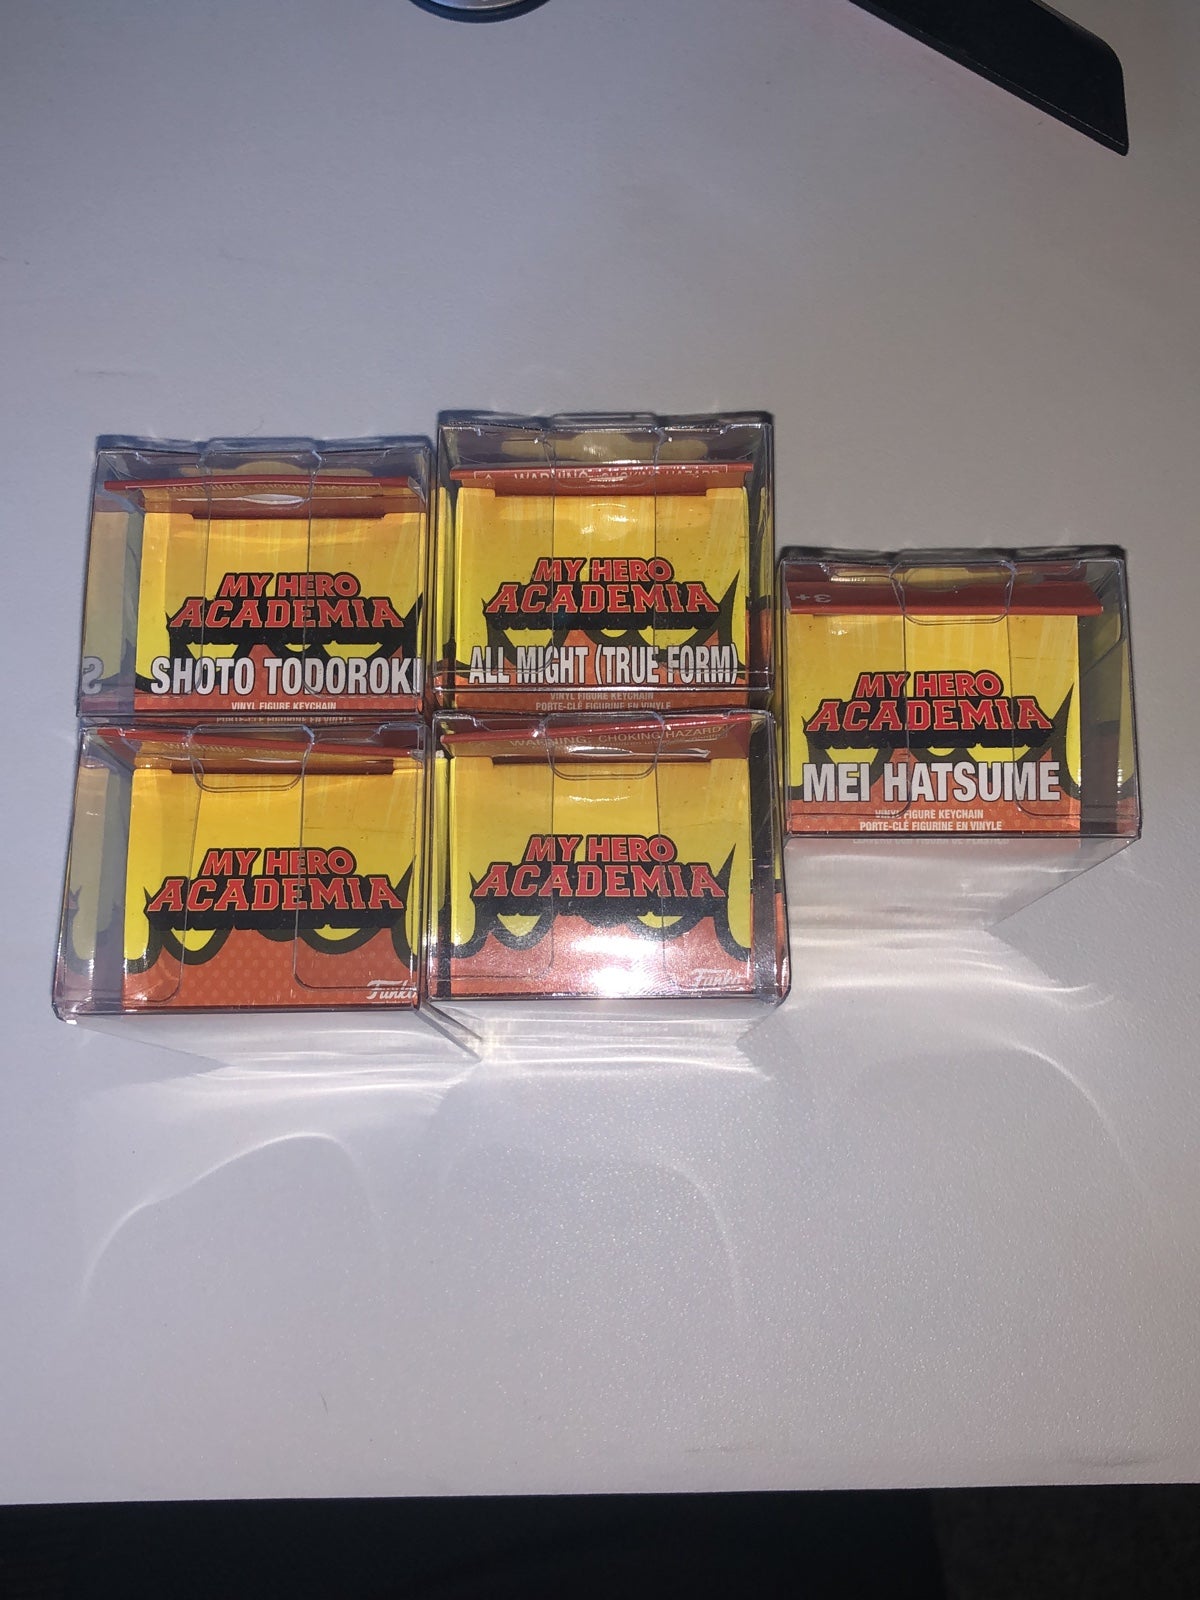 MY HERO
ACADEMIA
SHOTO TODOROKI
VINYL FIGURE KEYCHAIN
PORTE-CLÉ FIGURINE EN VINYLE
WARNING: CHOKING HAZARD
MY HERO
ACADEMIA
ALL MIGHT (TRUE FORM)
VINYL FIGURE KEYCHAIN
PORTE-CLÉ FIGURINE EN VINYLE
3+
MY HERO
ACADEMIA
MEI HATSUME
VINYL FIGURE KEYCHAIN
PORTE-CLÉ FIGURINE EN VINYLE
MY HERO
ACADEMIA
Funko
WARNING: CHOKING HAZARD
MY HERO
ACADEMIA
Funko